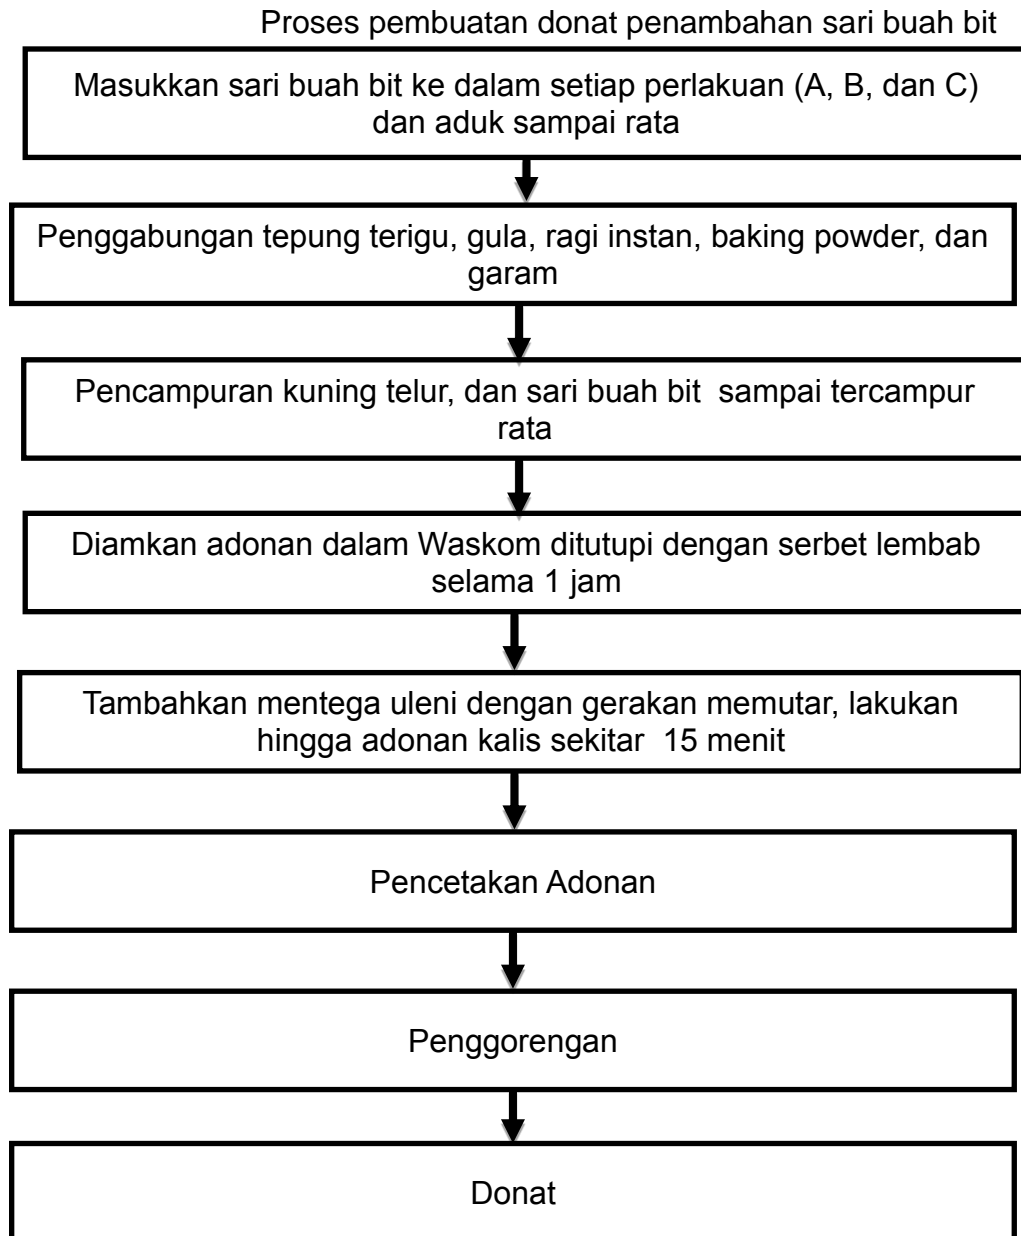 Proses pembuatan donat penambahan sari buah bit
Masukkan sari buah bit ke dalam setiap perlakuan (A, B, dan C)
dan aduk sampai rata
Penggabungan tepung terigu, gula, ragi instan, baking powder, dan
garam
Pencampuran kuning telur, dan sari buah bit  sampai tercampur
rata
Diamkan adonan dalam Waskom ditutupi dengan serbet lembab
selama 1 jam
Tambahkan mentega uleni dengan gerakan memutar, lakukan
hingga adonan kalis sekitar  15 menit
Pencetakan Adonan
Penggorengan
Donat